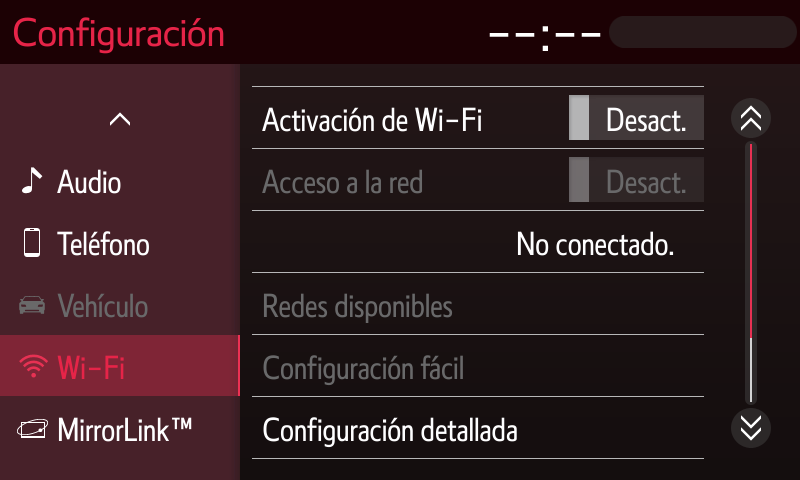 Configuración --:--
Audio
Teléfono
Vehículo
Wi-Fi
MirrorLink™
Activación de Wi-Fi Desact.
Acceso a la red Desact.
No conectado.
Redes disponibles
Configuración fácil
Configuración detallada